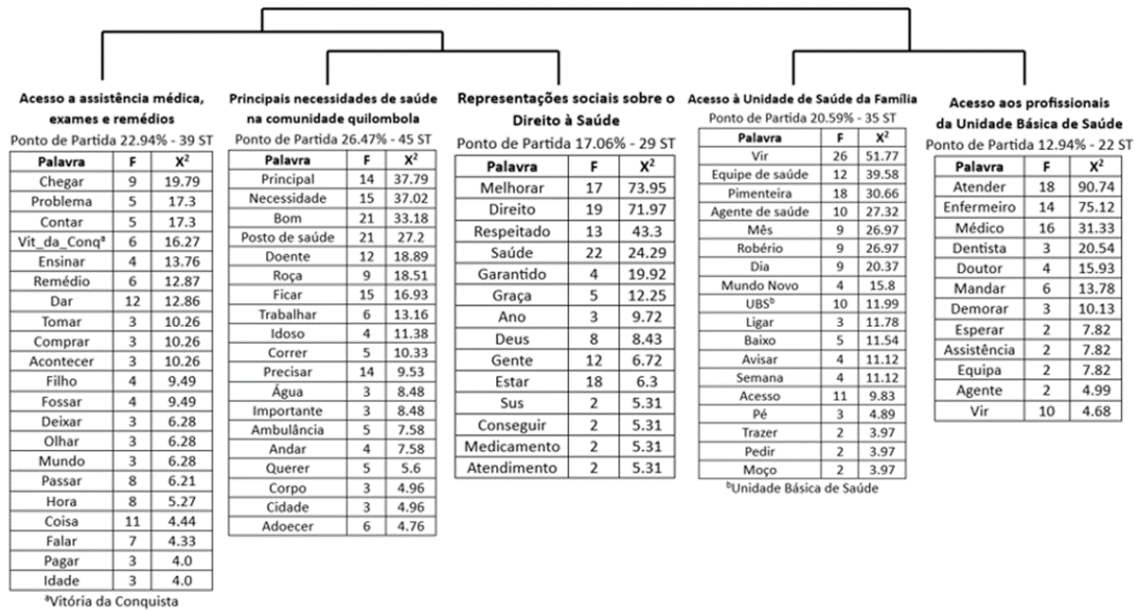 Acesso a assistência médica,
exames e remédios
Ponto de Partida 22.94% - 39 ST
Palavra F X²
Chegar 9 19.79
Problema 5 17.3
Contar 5 17.3
Vit_da_Conqᵃ 6 16.27
Ensinar 4 13.76
Remédio 6 12.87
Dar 12 12.86
Tomar 3 10.26
Comprar 3 10.26
Acontecer 3 10.26
Filho 4 9.49
Fossar 4 9.49
Deixar 3 6.28
Olhar 3 6.28
Mundo 3 6.28
Passar 8 6.21
Hora 8 5.27
Coisa 11 4.44
Falar 7 4.33
Pagar 3 4.0
Idade 3 4.0
ᵃVitória da Conquista
Principais necessidades de saúde
na comunidade quilombola
Ponto de Partida 26.47% - 45 ST
Palavra F X²
Principal 14 37.79
Necessidade 15 37.02
Bom 21 33.18
Posto de saúde 21 27.2
Doente 12 18.89
Roça 9 18.51
Ficar 15 16.93
Trabalhar 6 13.16
Idoso 4 11.38
Correr 5 10.33
Precisar 14 9.53
Água 3 8.48
Importante 3 8.48
Ambulância 5 7.58
Andar 4 7.58
Querer 5 5.6
Corpo 3 4.96
Cidade 3 4.96
Adoecer 6 4.76
Representações sociais sobre o
Direito à Saúde
Ponto de Partida 17.06% - 29 ST
Palavra F X²
Melhorar 17 73.95
Direito 19 71.97
Respeitado 13 43.3
Saúde 22 24.29
Garantido 4 19.92
Graça 5 12.25
Ano 3 9.72
Deus 8 8.43
Gente 12 6.72
Estar 18 6.3
Sus 2 5.31
Conseguir 2 5.31
Medicamento 2 5.31
Atendimento 2 5.31
Acesso à Unidade de Saúde da Família
Ponto de Partida 20.59% - 35 ST
Palavra F X²
Vir 26 51.77
Equipe de saúde 12 39.58
Pimenteira 18 30.66
Agente de saúde 10 27.32
Mês 9 26.97
Robério 9 26.97
Dia 9 20.37
Mundo Novo 4 15.8
UBSᵇ 10 11.99
Ligar 3 11.78
Baixo 5 11.54
Avisar 4 11.12
Semana 4 11.12
Acesso 11 9.83
Pé 3 4.89
Trazer 2 3.97
Pedir 2 3.97
Moço 2 3.97
ᵇUnidade Básica de Saúde
Acesso aos profissionais
da Unidade Básica de Saúde
Ponto de Partida 12.94% - 22 ST
Palavra F X²
Atender 18 90.74
Enfermeiro 14 75.12
Médico 16 31.33
Dentista 3 20.54
Doutor 4 15.93
Mandar 6 13.78
Demorar 3 10.13
Esperar 2 7.82
Assistência 2 7.82
Equipa 2 7.82
Agente 2 4.99
Vir 10 4.68